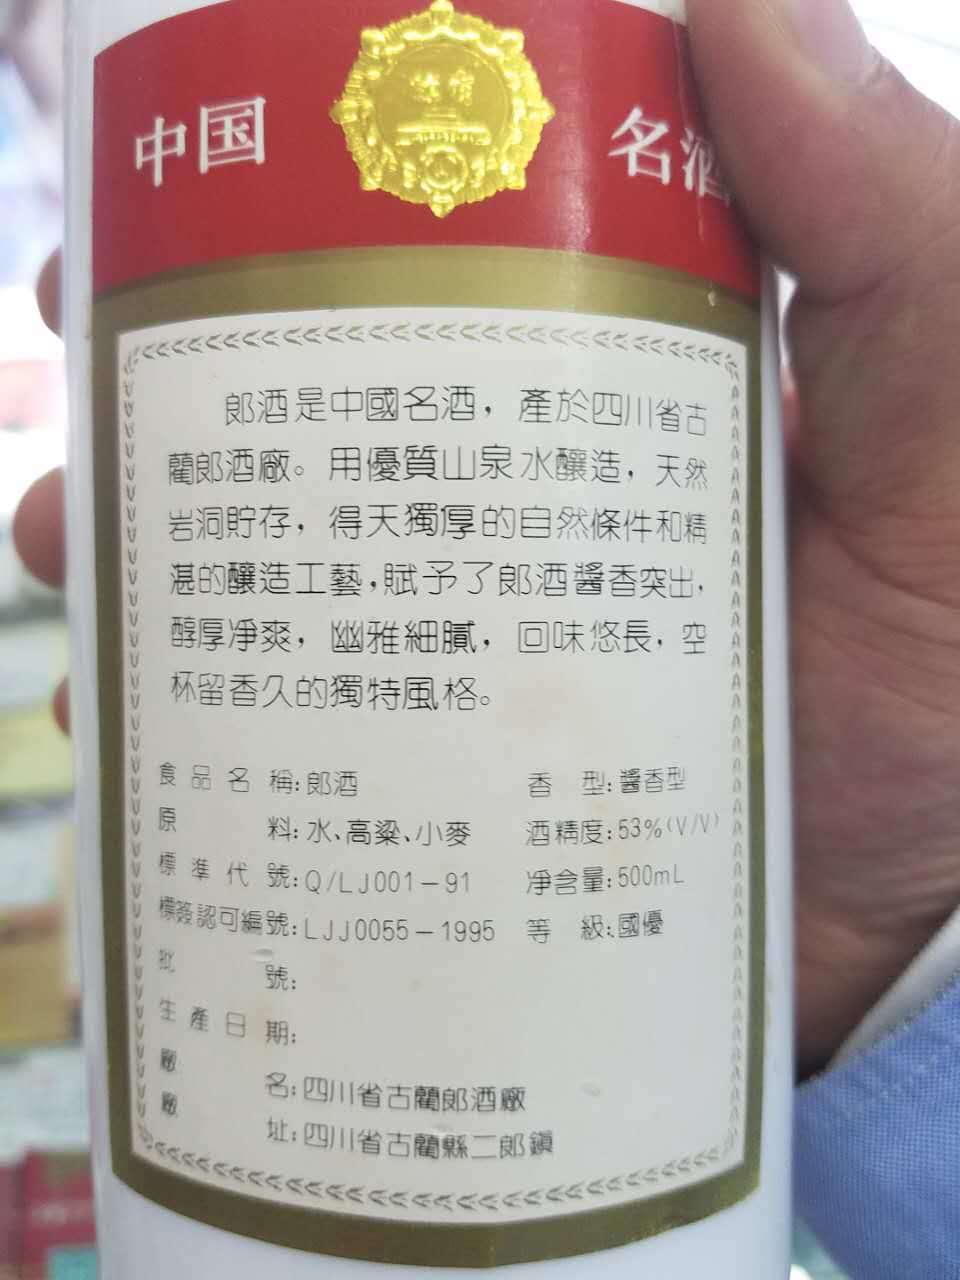 中国 名酒
郎酒是中國名酒，產於四川省古
藺郎酒廠。用優質山泉水釀造，天然
岩洞貯存，得天獨厚的自然條件和精
湛的釀造工藝，賦予了郎酒醬香突出，
醇厚凈爽，幽雅細膩，回味悠長，空
杯留香久的獨特風格。
食品名稱:郎酒 香型:醬香型
原料:水、高粱、小麥 酒精度:53%(V/V)
標準代號:Q/LJ001-91 凈含量:500mL
標簽認可編號:LJJ0055-1995 等級:國優
批號:
生產日期:
廠名:四川省古藺郎酒廠
廠址:四川省古藺縣二郎鎮